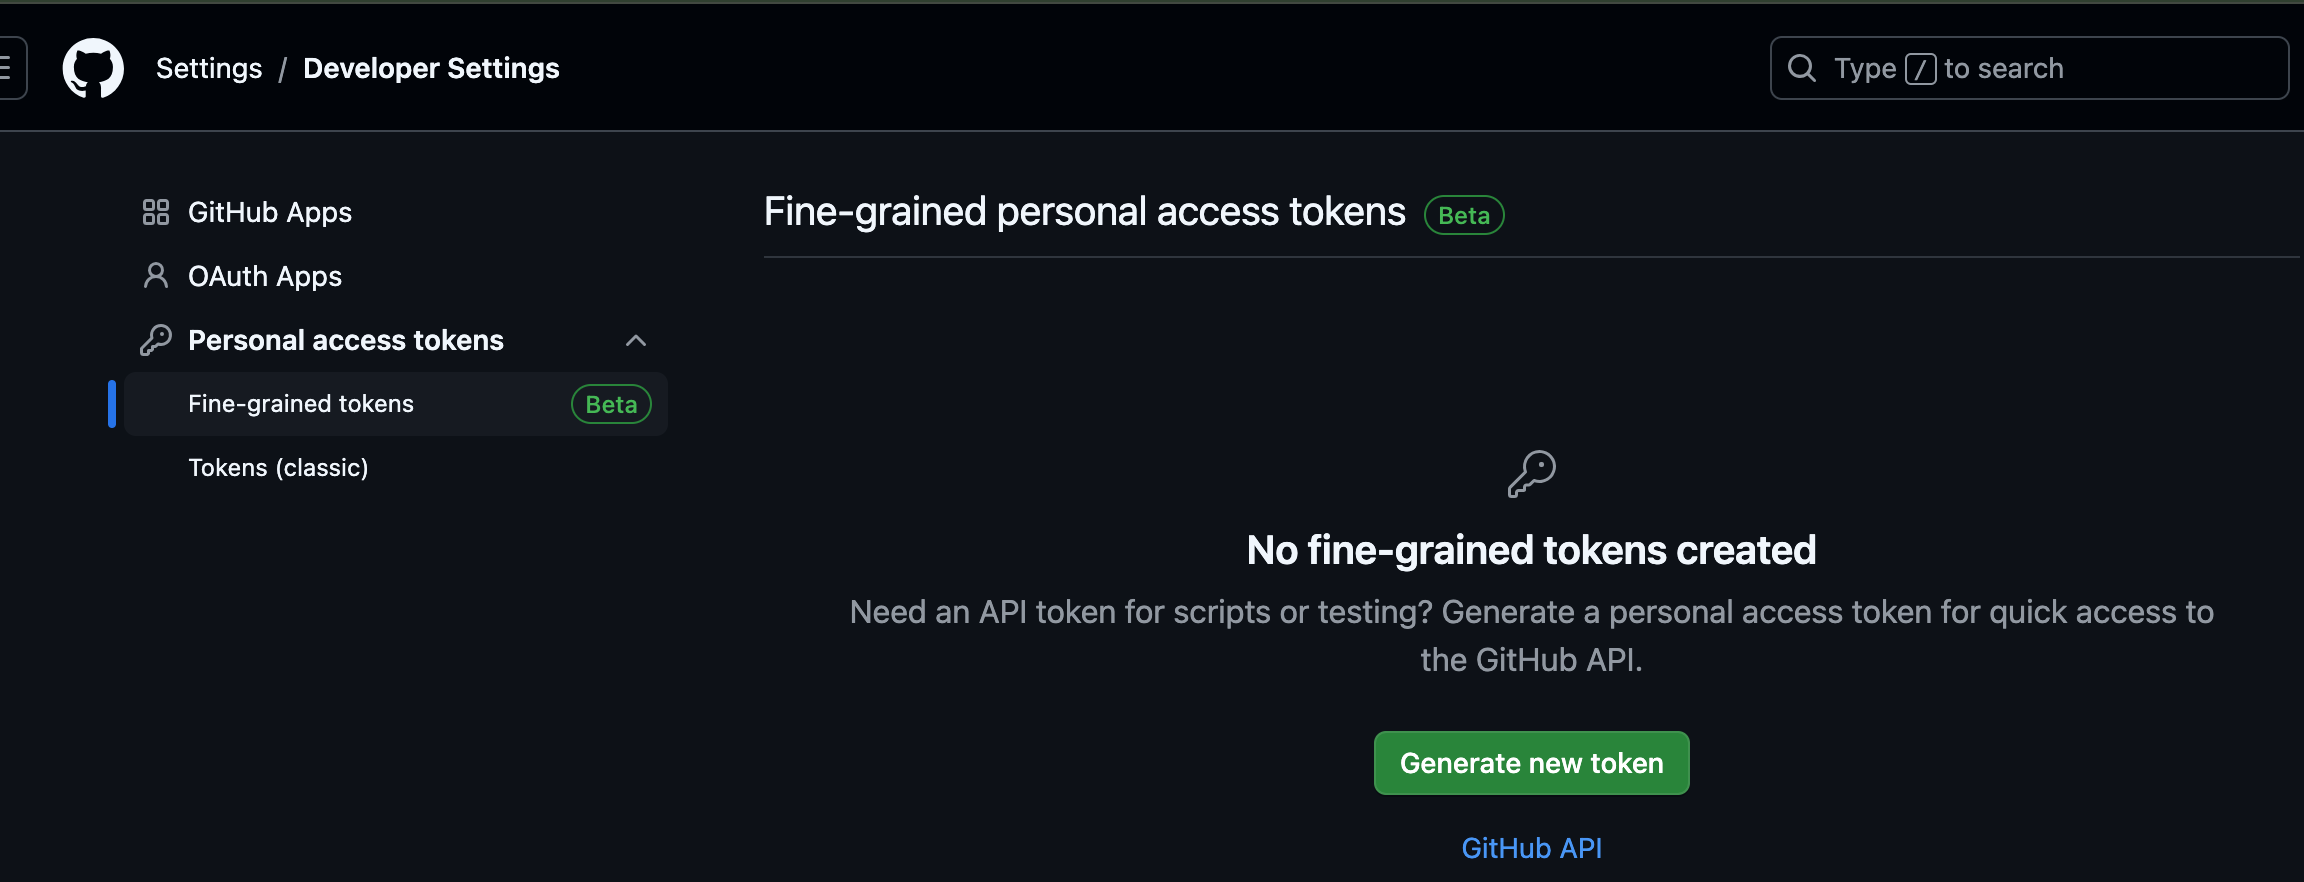 Settings / Developer Settings
Type / to search
GitHub Apps
OAuth Apps
Personal access tokens
Fine-grained tokens Beta
Tokens (classic)
Fine-grained personal access tokens Beta
No fine-grained tokens created
Need an API token for scripts or testing? Generate a personal access token for quick access to
the GitHub API.
Generate new token
GitHub API